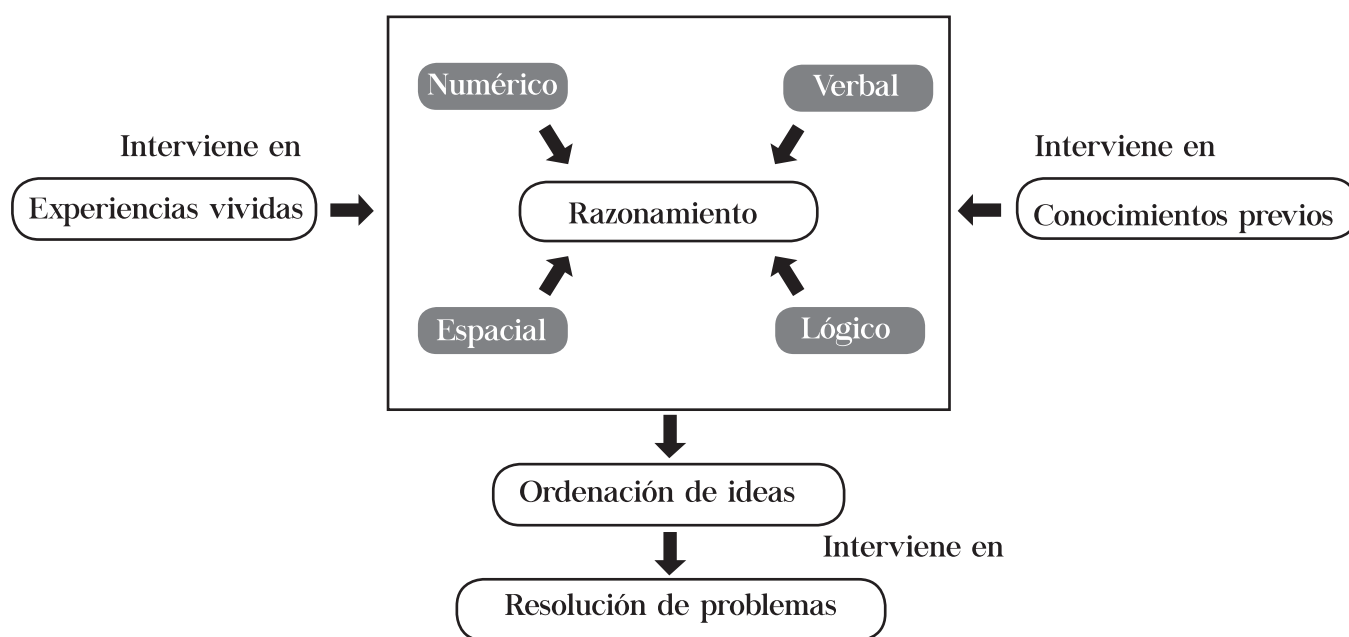 Numérico
Verbal
Interviene en
Interviene en
Experiencias vividas
Razonamiento
Conocimientos previos
Espacial
Lógico
Ordenación de ideas
Interviene en
Resolución de problemas